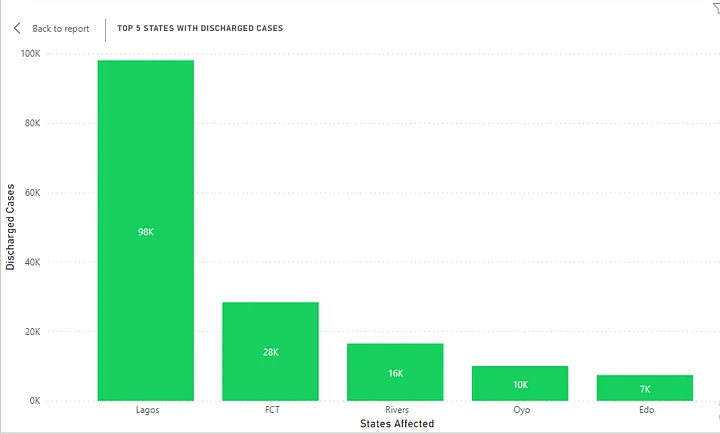 Back to report
TOP 5 STATES WITH DISCHARGED CASES
100K
80K
60K
40K
20K
0K
Discharged Cases
98K
28K
16K
10K
7K
Lagos
FCT
Rivers
Oyo
Edo
States Affected